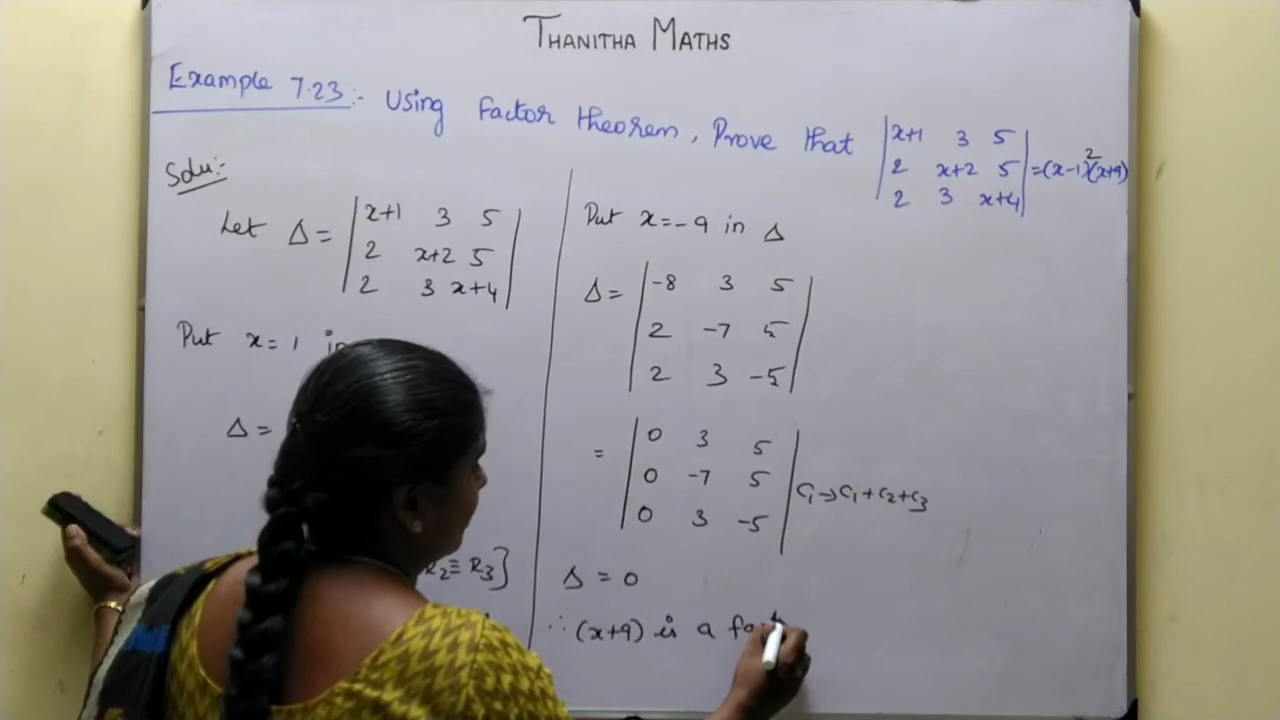 THANITHA MATHS
Example 7.23:- Using Factor theorem, Prove that |x+1 3 5| = (x-1)²(x+9)
|2 x+2 5|
|2 3 x+4|
Solu:-
Let Δ = |x+1 3 5|
|2 x+2 5|
|2 3 x+4|
Put x = 1 in
Δ =
R₂ ≡ R₃]
Put x = -9 in Δ
Δ = |-8 3 5|
|2 -7 5|
|2 3 -5|
= |0 3 5|
|0 -7 5|
|0 3 -5| C₁→C₁+C₂+C₃
Δ = 0
∴ (x+9) is a fact